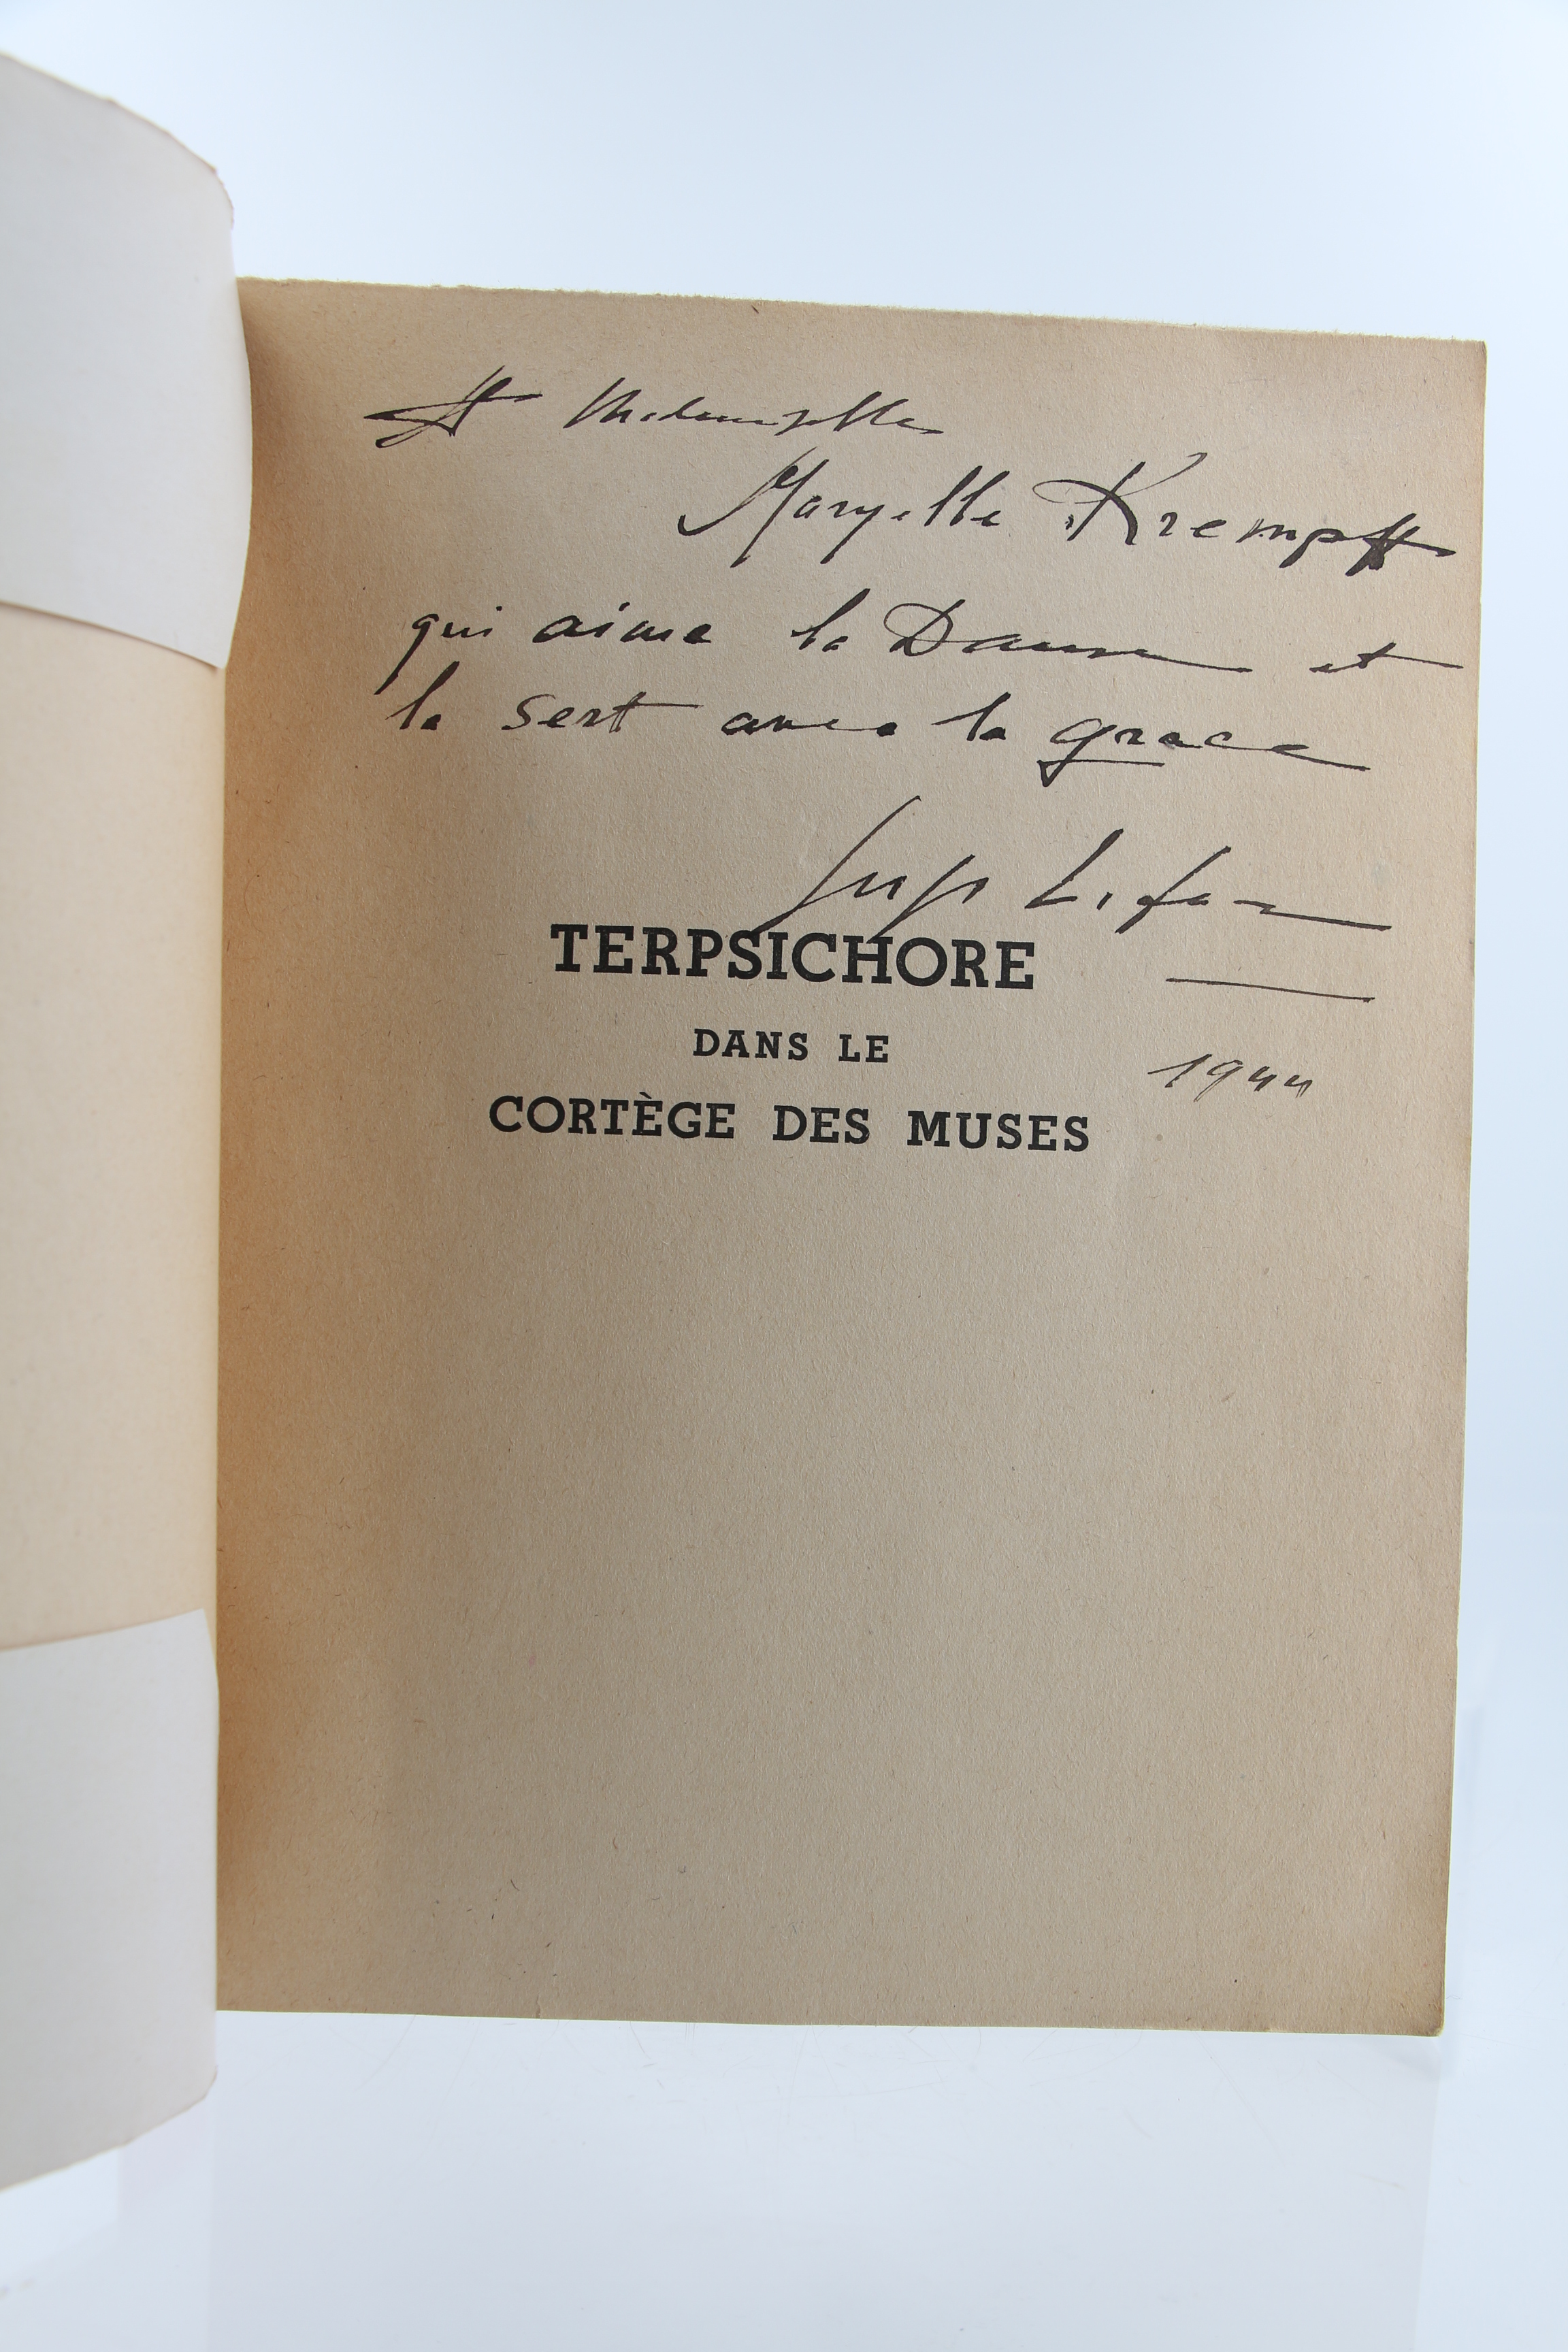 A Mademoiselle
Maryelle Krempff
qui aime la Danse et
la sert avec la grace
Serge Lifar
TERPSICHORE
DANS LE
1944
CORTÈGE DES MUSES